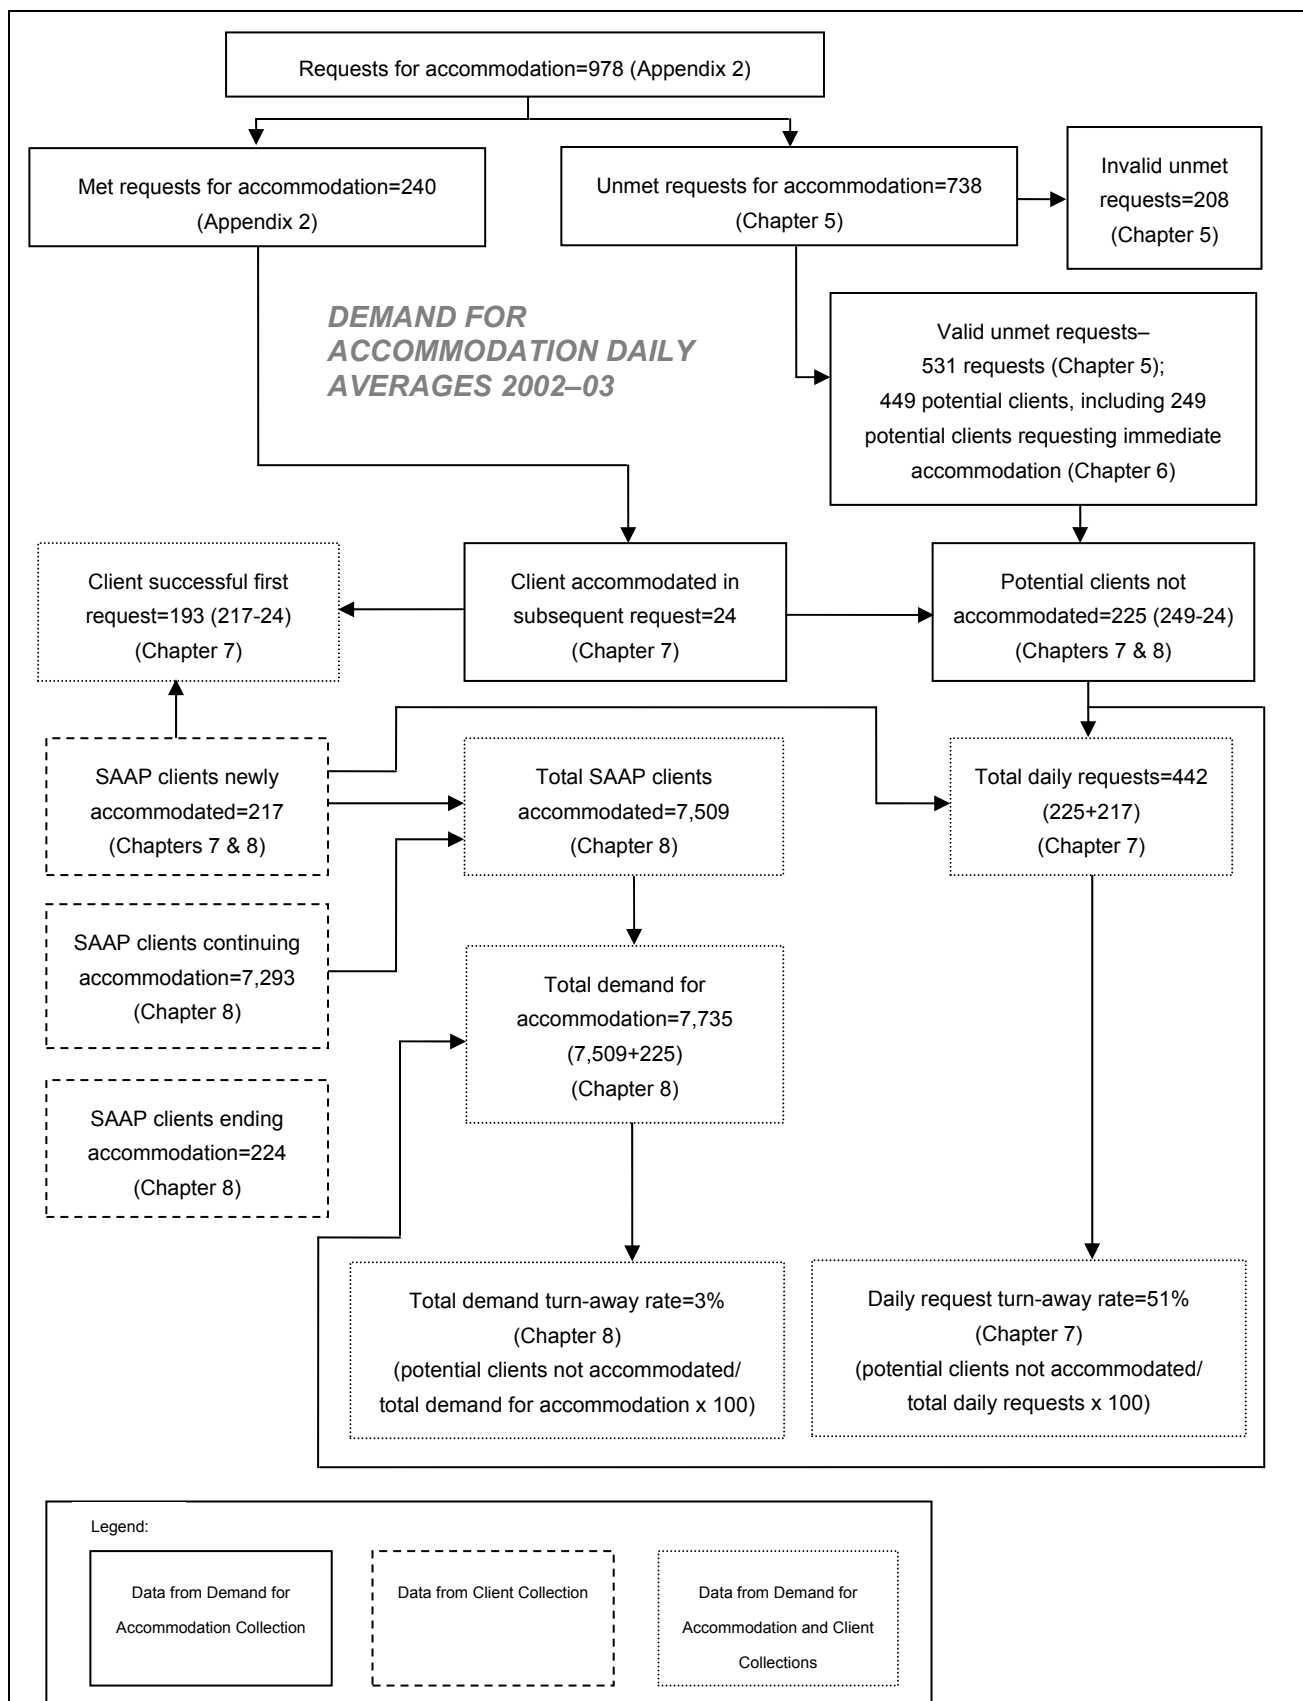 Requests for accommodation=978 (Appendix 2)
Met requests for accommodation=240
(Appendix 2)
Unmet requests for accommodation=738
(Chapter 5)
Invalid unmet
requests=208
(Chapter 5)
DEMAND FOR
ACCOMMODATION DAILY
AVERAGES 2002–03
Valid unmet requests–
531 requests (Chapter 5);
449 potential clients, including 249
potential clients requesting immediate
accommodation (Chapter 6)
Client successful first
request=193 (217-24)
(Chapter 7)
Client accommodated in
subsequent request=24
(Chapter 7)
Potential clients not
accommodated=225 (249-24)
(Chapters 7 & 8)
SAAP clients newly
accommodated=217
(Chapters 7 & 8)
Total SAAP clients
accommodated=7,509
(Chapter 8)
Total daily requests=442
(225+217)
(Chapter 7)
SAAP clients continuing
accommodation=7,293
(Chapter 8)
Total demand for
accommodation=7,735
(7,509+225)
(Chapter 8)
SAAP clients ending
accommodation=224
(Chapter 8)
Total demand turn-away rate=3%
(Chapter 8)
(potential clients not accommodated/
total demand for accommodation x 100)
Daily request turn-away rate=51%
(Chapter 7)
(potential clients not accommodated/
total daily requests x 100)
Legend:
Data from Demand for
Accommodation Collection
Data from Client Collection
Data from Demand for
Accommodation and Client
Collections